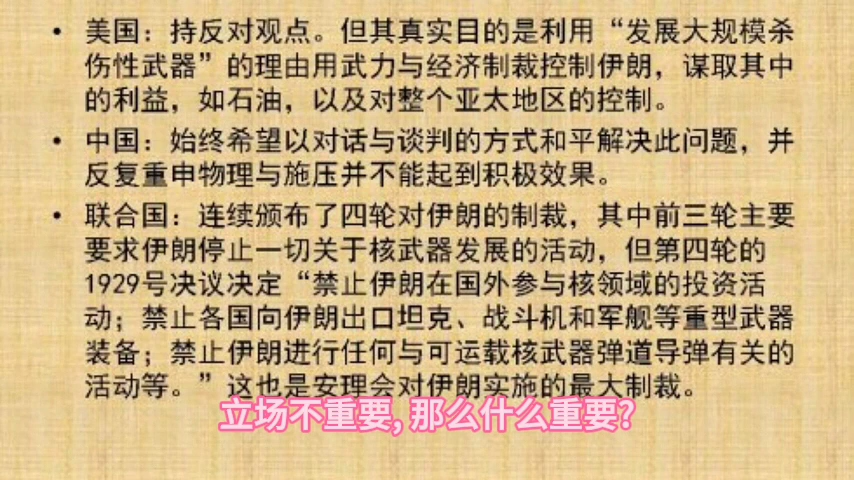 • 美国：持反对观点。但其真实目的是利用“发展大规模杀
伤性武器”的理由用武力与经济制裁控制伊朗，谋取其中
的利益，如石油，以及对整个亚太地区的控制。
• 中国：始终希望以对话与谈判的方式和平解决此问题，并
反复重申物理与施压并不能起到积极效果。
• 联合国：连续颁布了四轮对伊朗的制裁，其中前三轮主要
要求伊朗停止一切关于核武器发展的活动，但第四轮的
1929号决议决定“禁止伊朗在国外参与核领域的投资活
动；禁止各国向伊朗出口坦克、战斗机和军舰等重型武器
装备；禁止伊朗进行任何与可运载核武器弹道导弹有关的
活动等。”这也是安理会对伊朗实施的最大制裁。
立场不重要,那么什么重要?